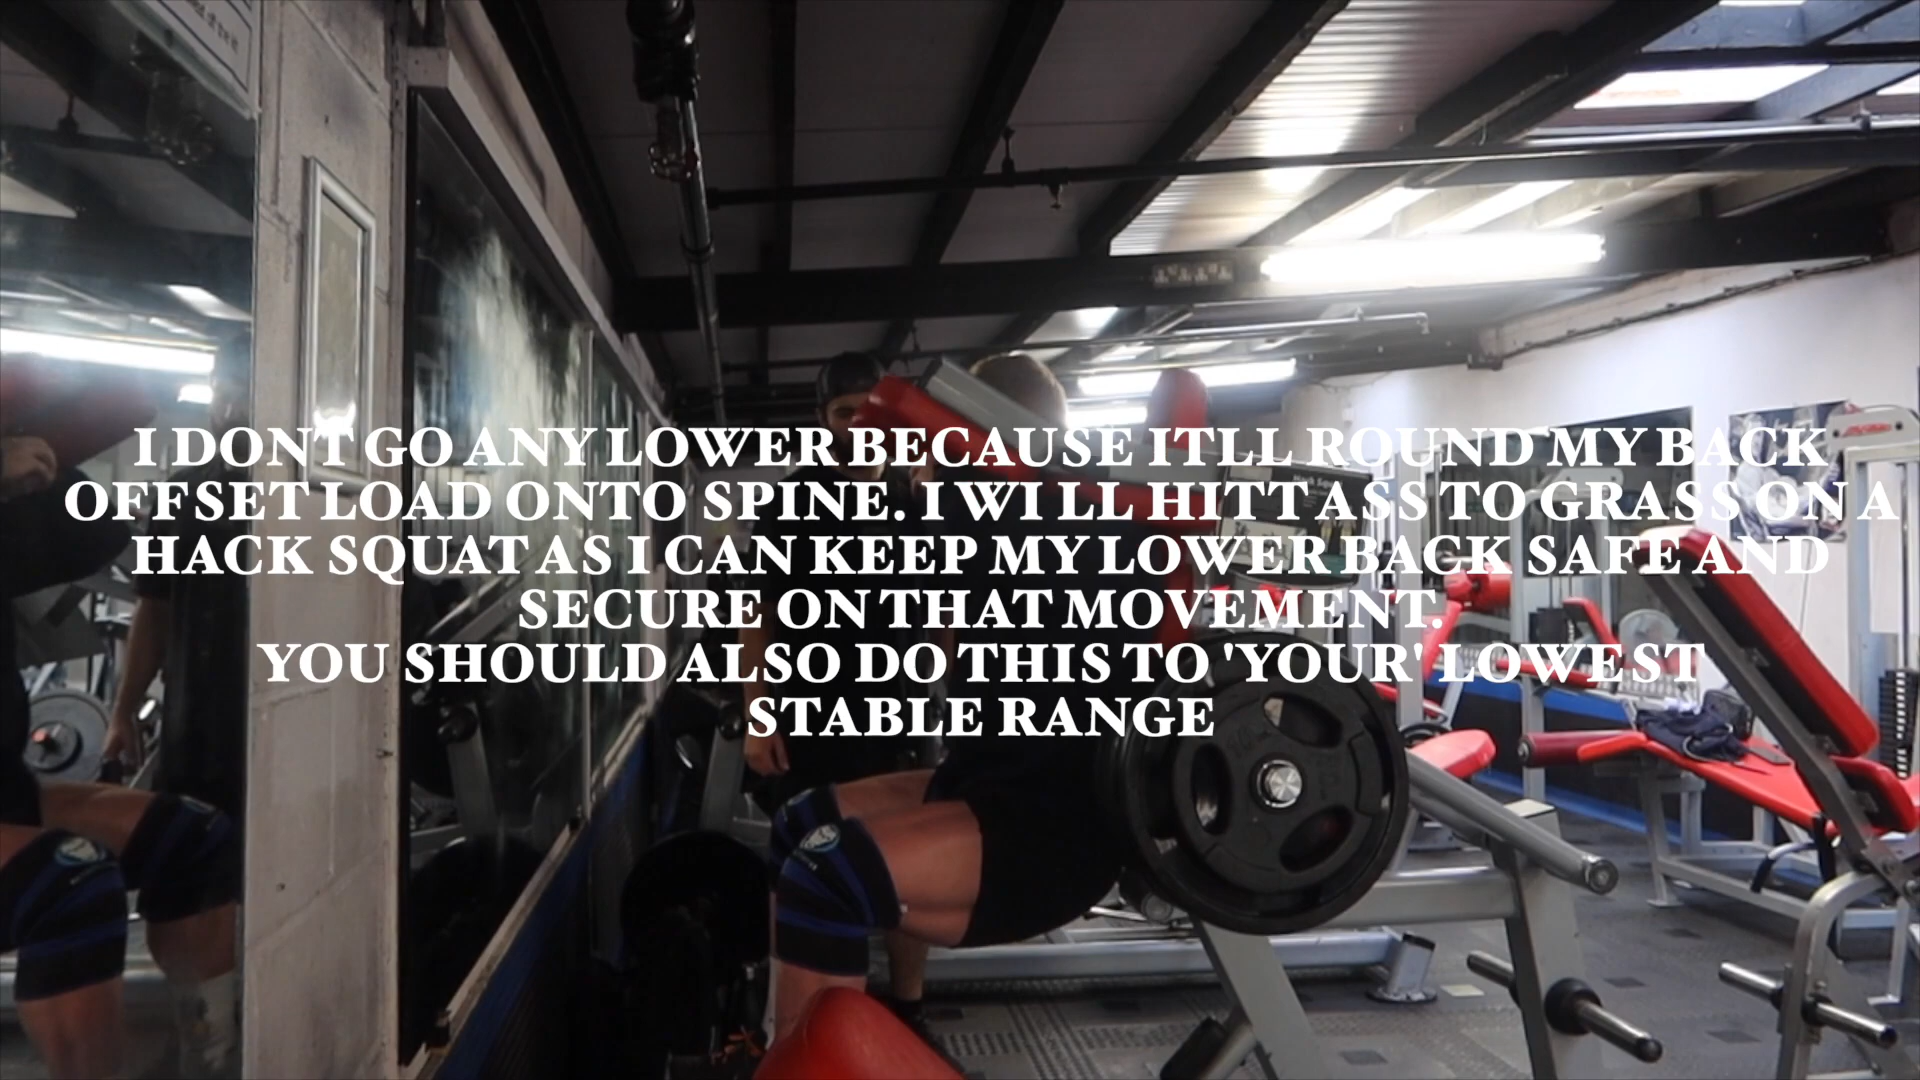 I DONT GO ANY LOWER BECAUSE ITLL ROUND MY BACK
OFFSET LOAD ONTO SPINE. I WILL HITT ASS TO GRASS ON A
HACK SQUAT AS I CAN KEEP MY LOWER BACK SAFE AND
SECURE ON THAT MOVEMENT.
YOU SHOULD ALSO DO THIS TO 'YOUR' LOWEST
STABLE RANGE